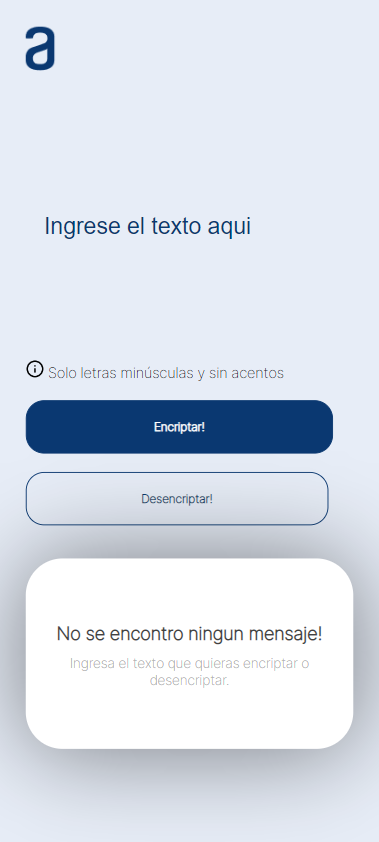 a
Ingrese el texto aqui
Solo letras minúsculas y sin acentos
Encriptar!
Desencriptar!
No se encontro ningun mensaje!
Ingresa el texto que quieras encriptar o
desencriptar.